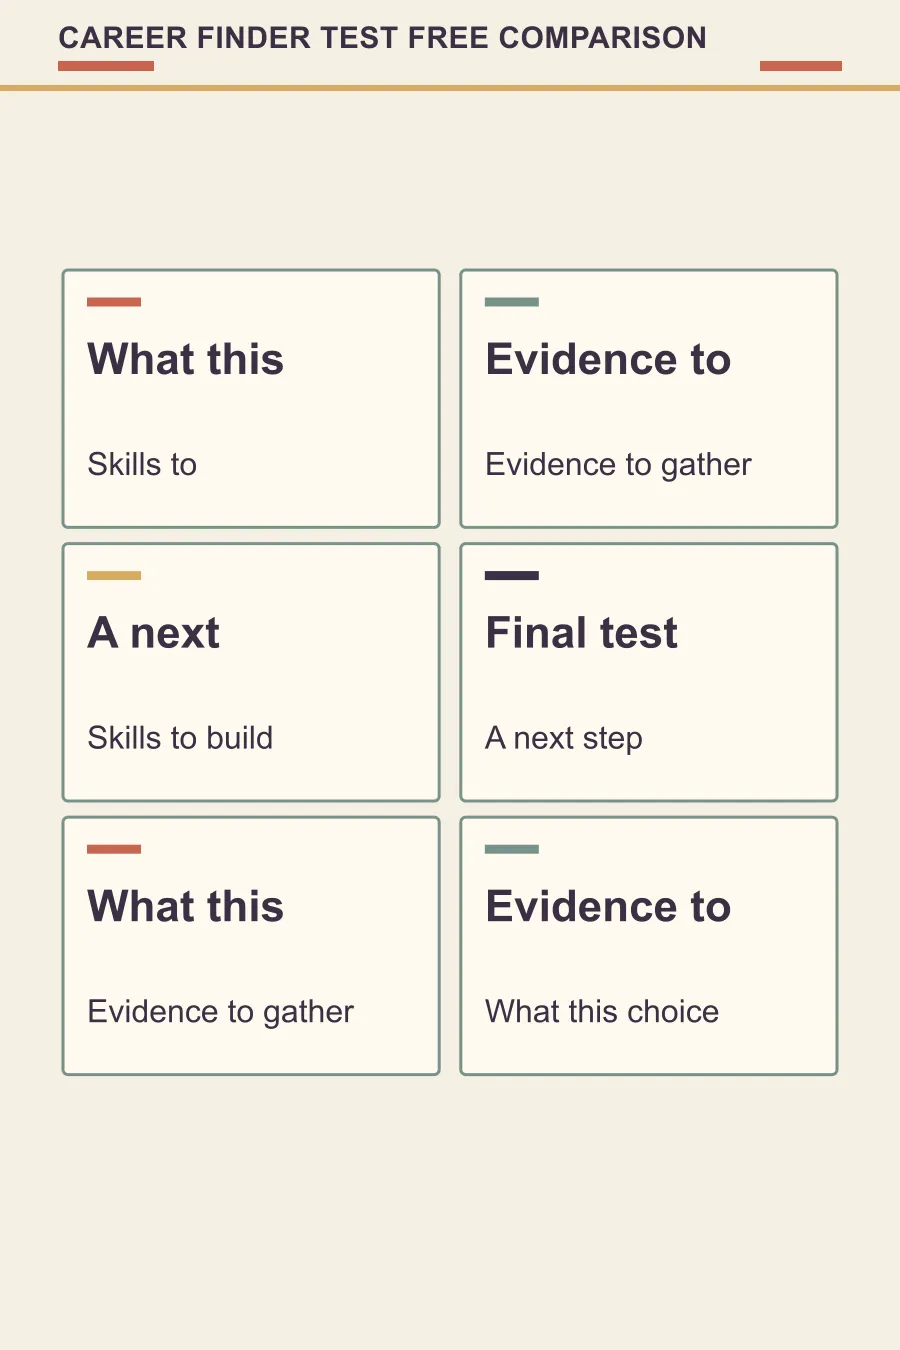 CAREER FINDER TEST FREE COMPARISON
What this
Skills to
Evidence to
Evidence to gather
A next
Skills to build
Final test
A next step
What this
Evidence to gather
Evidence to
What this choice